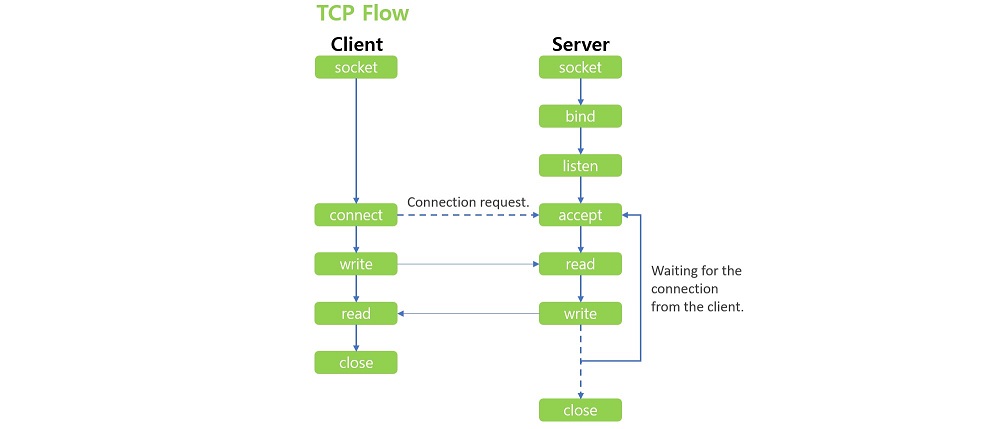 TCP Flow
Client
Server
socket
socket
bind
listen
Connection request.
connect
accept
write
read
Waiting for the
connection
from the client.
read
write
close
close